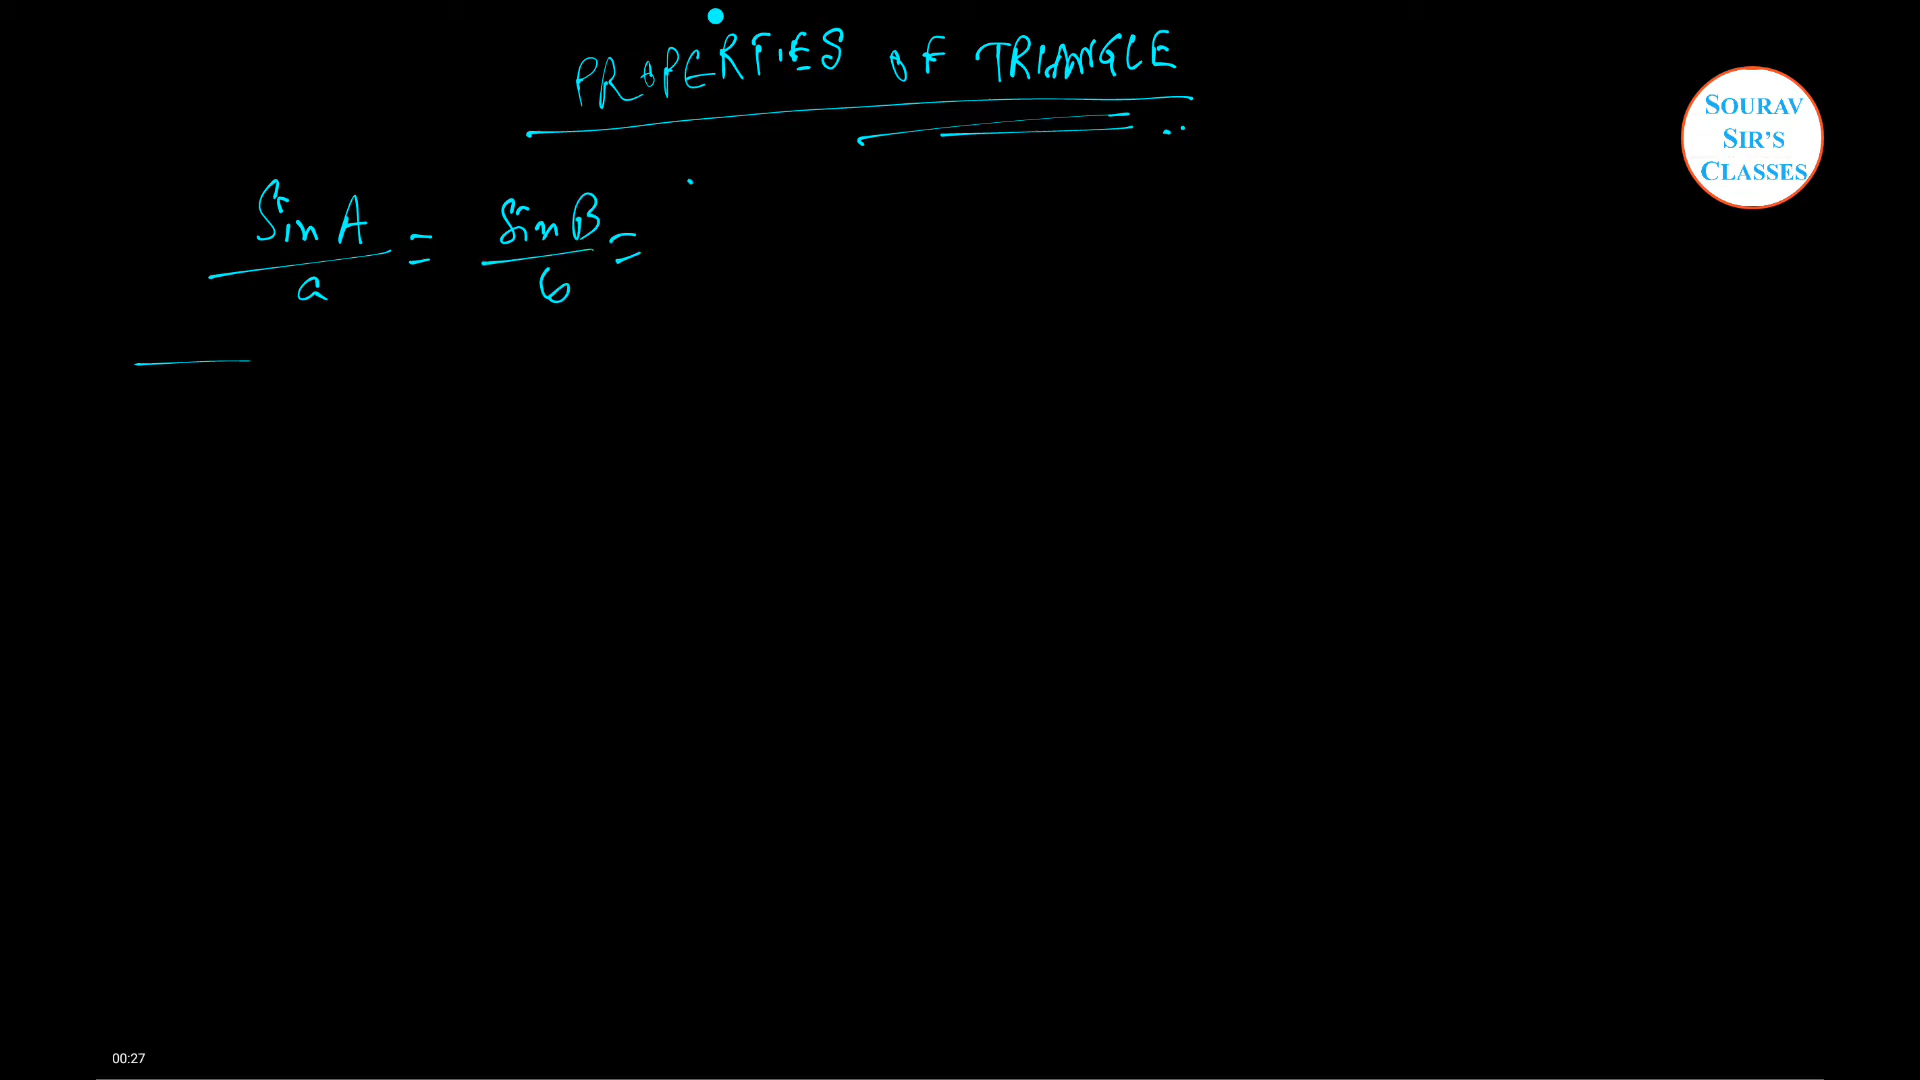 PROPERTIES OF TRIANGLE
SOURAV
SIR'S
CLASSES
Sin A = Sin B =
a b
00:27